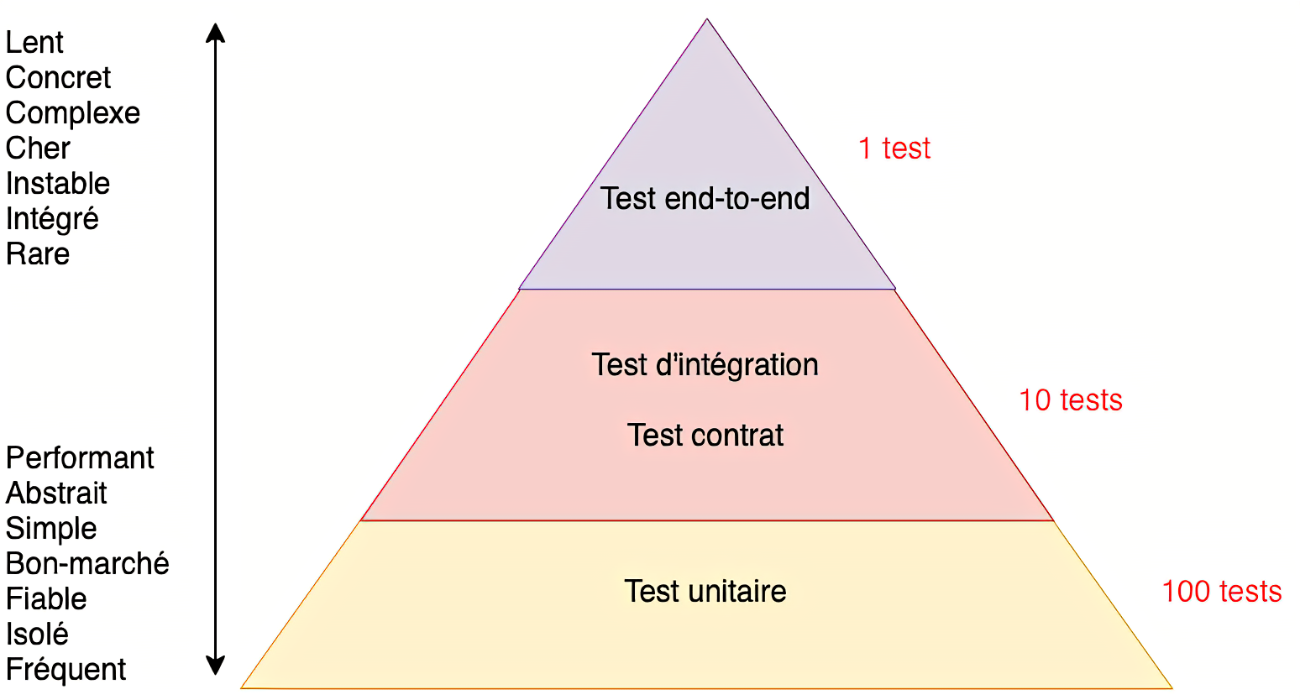 Lent
Concret
Complexe
Cher
Instable
Intégré
Rare
Performant
Abstrait
Simple
Bon-marché
Fiable
Isolé
Fréquent
Test end-to-end
1 test
Test d'intégration
Test contrat
10 tests
Test unitaire
100 tests